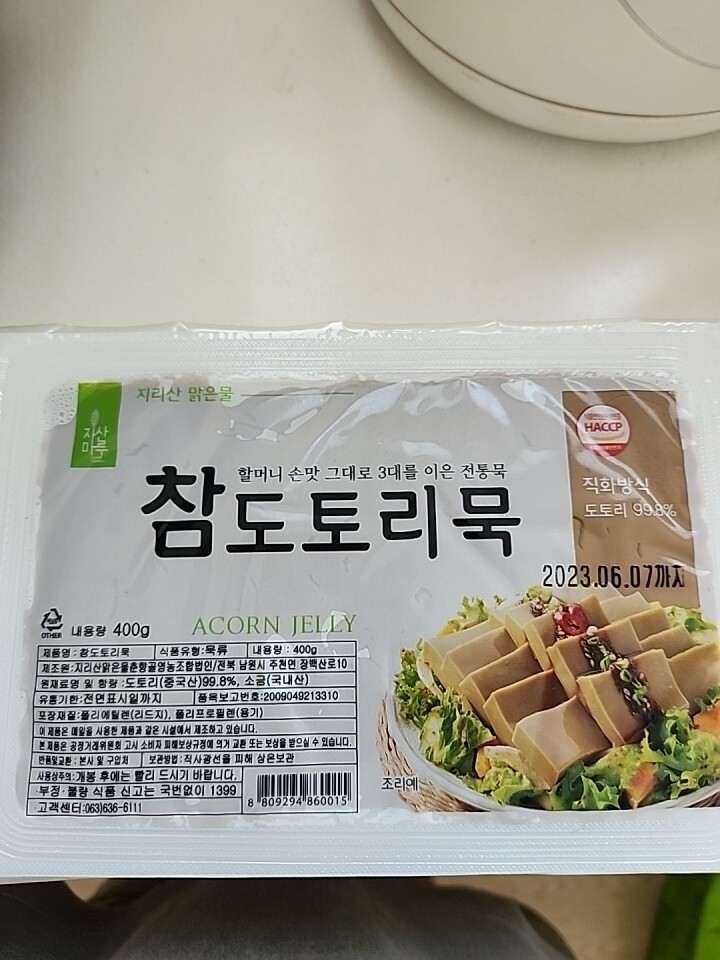 지리산 맑은물
지산
마루
할머니 손맛 그대로 3대를 이은 전통묵
참도토리묵
HACCP
직화방식
도토리 99.8%
2023.06.07까지
OTHER
내용량 400g
ACORN JELLY
제품명: 참도토리묵 식품유형:묵류 내용량 : 400g
제조원:지리산맑은물춘향골영농조합법인/전북 남원시 주천면 장백산로10
원재료명 및 함량:도토리(중국산)99.8%, 소금(국내산)
유통기한:전면표시일까지 품목보고번호:2009049213310
포장재질:폴리에틸렌(리드지), 폴리프로필렌(용기)
이 제품은 메밀을 사용한 제품과 같은 시설에서 제조하고 있습니다.
본 제품은 공정거래위원회 고시 소비자 피해보상규정에 의거 교환 또는 보상을 받으실 수 있습니다.
반품및교환 : 본사 및 구입처 보관방법: 직사광선을 피해 상온보관
사용상주의:개봉 후에는 빨리 드시기 바랍니다.
부정·불량 식품 신고는 국번없이 1399
고객센터:063)636-6111
8 809294 860015
조리예